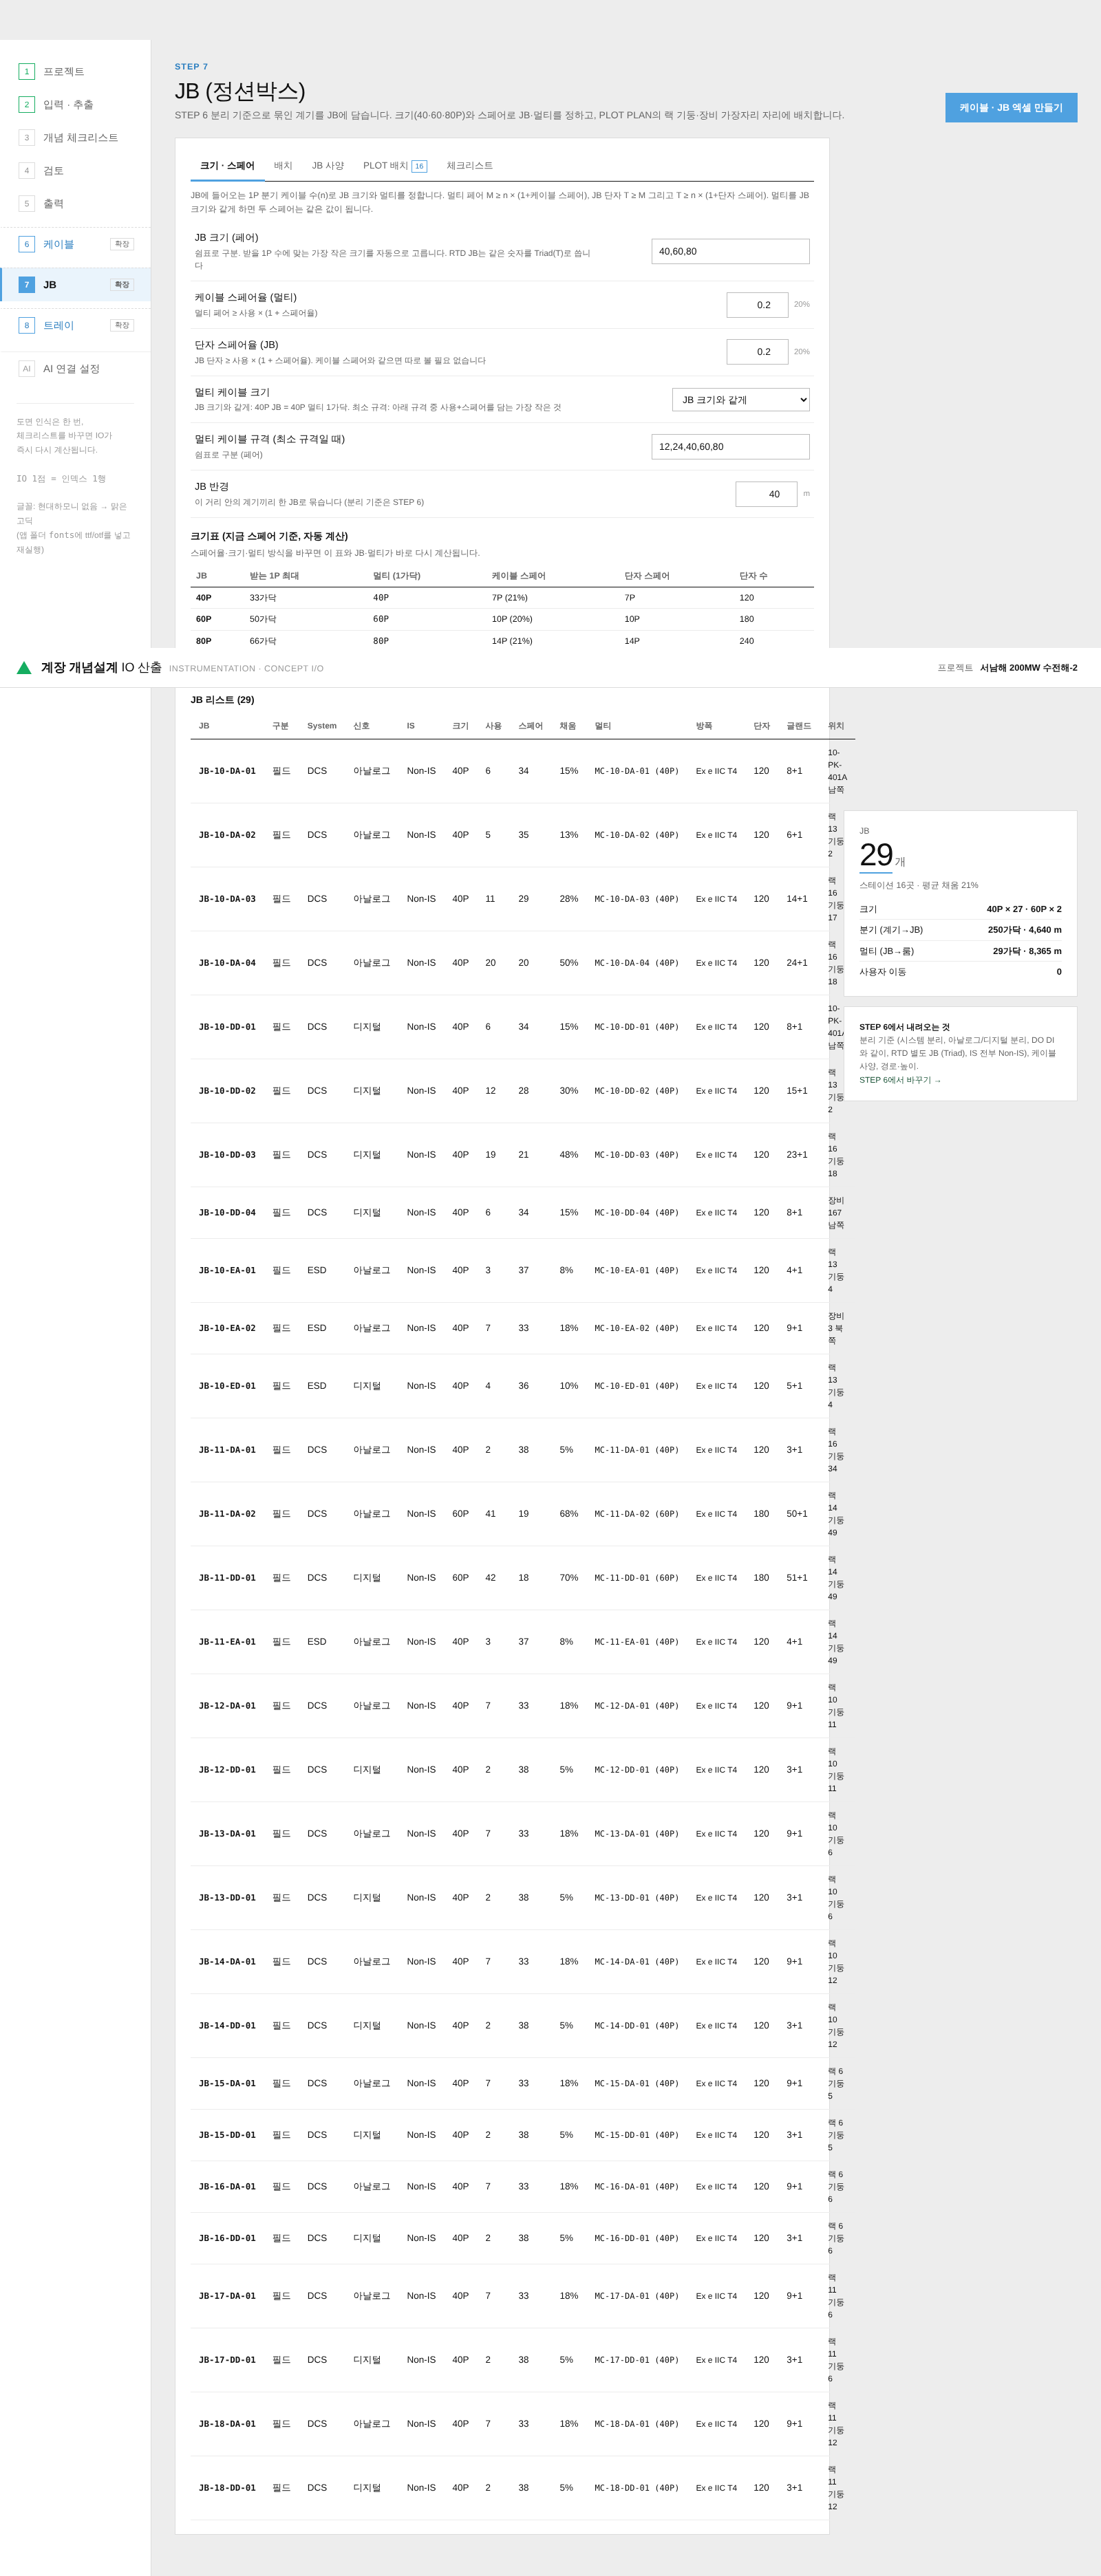 1 프로젝트
2 입력 · 추출
3 개념 체크리스트
4 검토
5 출력
6 케이블 확장
7 JB 확장
8 트레이 확장
AI AI 연결 설정
도면 인식은 한 번,
체크리스트를 바꾸면 IO가
즉시 다시 계산됩니다.
IO 1점 = 인덱스 1행
글꼴: 현대하모니 없음 → 맑은
고딕
(앱 폴더 fonts에 ttf/otf를 넣고
재실행)
STEP 7
JB (정션박스)
STEP 6 분리 기준으로 묶인 계기를 JB에 담습니다. 크기(40·60·80P)와 스페어로 JB·멀티를 정하고, PLOT PLAN의 랙 기둥·장비 가장자리 자리에 배치합니다.
케이블 · JB 엑셀 만들기
크기 · 스페어 배치 JB 사양 PLOT 배치 16 체크리스트
JB에 들어오는 1P 분기 케이블 수(n)로 JB 크기와 멀티를 정합니다. 멀티 페어 M ≥ n × (1+케이블 스페어), JB 단자 T ≥ M 그리고 T ≥ n × (1+단자 스페어). 멀티를 JB
크기와 같게 하면 두 스페어는 같은 값이 됩니다.
JB 크기 (페어)
쉼표로 구분. 받을 1P 수에 맞는 가장 작은 크기를 자동으로 고릅니다. RTD JB는 같은 숫자를 Triad(T)로 씁니
다
40,60,80
케이블 스페어율 (멀티)
멀티 페어 ≥ 사용 × (1 + 스페어율)
0.2 20%
단자 스페어율 (JB)
JB 단자 ≥ 사용 × (1 + 스페어율). 케이블 스페어와 같으면 따로 볼 필요 없습니다
0.2 20%
멀티 케이블 크기
JB 크기와 같게: 40P JB = 40P 멀티 1가닥. 최소 규격: 아래 규격 중 사용+스페어를 담는 가장 작은 것
JB 크기와 같게
멀티 케이블 규격 (최소 규격일 때)
쉼표로 구분 (페어)
12,24,40,60,80
JB 반경
이 거리 안의 계기끼리 한 JB로 묶습니다 (분리 기준은 STEP 6)
40 m
크기표 (지금 스페어 기준, 자동 계산)
스페어율·크기·멀티 방식을 바꾸면 이 표와 JB·멀티가 바로 다시 계산됩니다.
JB 받는 1P 최대 멀티 (1가닥) 케이블 스페어 단자 스페어 단자 수
40P 33가닥 40P 7P (21%) 7P 120
60P 50가닥 60P 10P (20%) 10P 180
80P 66가닥 80P 14P (21%) 14P 240
계장 개념설계 IO 산출 INSTRUMENTATION · CONCEPT I/O 프로젝트 서남해 200MW 수전해-2
JB 리스트 (29)
JB 구분 System 신호 IS 크기 사용 스페어 채움 멀티 방폭 단자 글랜드 위치
JB-10-DA-01 필드 DCS 아날로그 Non-IS 40P 6 34 15% MC-10-DA-01 (40P) Ex e IIC T4 120 8+1 10-PK-401A 남쪽
JB-10-DA-02 필드 DCS 아날로그 Non-IS 40P 5 35 13% MC-10-DA-02 (40P) Ex e IIC T4 120 6+1 랙 13 기둥 2
JB-10-DA-03 필드 DCS 아날로그 Non-IS 40P 11 29 28% MC-10-DA-03 (40P) Ex e IIC T4 120 14+1 랙 16 기둥 17
JB-10-DA-04 필드 DCS 아날로그 Non-IS 40P 20 20 50% MC-10-DA-04 (40P) Ex e IIC T4 120 24+1 랙 16 기둥 18
JB-10-DD-01 필드 DCS 디지털 Non-IS 40P 6 34 15% MC-10-DD-01 (40P) Ex e IIC T4 120 8+1 10-PK-401A 남쪽
JB-10-DD-02 필드 DCS 디지털 Non-IS 40P 12 28 30% MC-10-DD-02 (40P) Ex e IIC T4 120 15+1 랙 13 기둥 2
JB-10-DD-03 필드 DCS 디지털 Non-IS 40P 19 21 48% MC-10-DD-03 (40P) Ex e IIC T4 120 23+1 랙 16 기둥 18
JB-10-DD-04 필드 DCS 디지털 Non-IS 40P 6 34 15% MC-10-DD-04 (40P) Ex e IIC T4 120 8+1 장비 167 남쪽
JB-10-EA-01 필드 ESD 아날로그 Non-IS 40P 3 37 8% MC-10-EA-01 (40P) Ex e IIC T4 120 4+1 랙 13 기둥 4
JB-10-EA-02 필드 ESD 아날로그 Non-IS 40P 7 33 18% MC-10-EA-02 (40P) Ex e IIC T4 120 9+1 장비 3 북쪽
JB-10-ED-01 필드 ESD 디지털 Non-IS 40P 4 36 10% MC-10-ED-01 (40P) Ex e IIC T4 120 5+1 랙 13 기둥 4
JB-11-DA-01 필드 DCS 아날로그 Non-IS 40P 2 38 5% MC-11-DA-01 (40P) Ex e IIC T4 120 3+1 랙 16 기둥 34
JB-11-DA-02 필드 DCS 아날로그 Non-IS 60P 41 19 68% MC-11-DA-02 (60P) Ex e IIC T4 180 50+1 랙 14 기둥 49
JB-11-DD-01 필드 DCS 디지털 Non-IS 60P 42 18 70% MC-11-DD-01 (60P) Ex e IIC T4 180 51+1 랙 14 기둥 49
JB-11-EA-01 필드 ESD 아날로그 Non-IS 40P 3 37 8% MC-11-EA-01 (40P) Ex e IIC T4 120 4+1 랙 14 기둥 49
JB-12-DA-01 필드 DCS 아날로그 Non-IS 40P 7 33 18% MC-12-DA-01 (40P) Ex e IIC T4 120 9+1 랙 10 기둥 11
JB-12-DD-01 필드 DCS 디지털 Non-IS 40P 2 38 5% MC-12-DD-01 (40P) Ex e IIC T4 120 3+1 랙 10 기둥 11
JB-13-DA-01 필드 DCS 아날로그 Non-IS 40P 7 33 18% MC-13-DA-01 (40P) Ex e IIC T4 120 9+1 랙 10 기둥 6
JB-13-DD-01 필드 DCS 디지털 Non-IS 40P 2 38 5% MC-13-DD-01 (40P) Ex e IIC T4 120 3+1 랙 10 기둥 6
JB-14-DA-01 필드 DCS 아날로그 Non-IS 40P 7 33 18% MC-14-DA-01 (40P) Ex e IIC T4 120 9+1 랙 10 기둥 12
JB-14-DD-01 필드 DCS 디지털 Non-IS 40P 2 38 5% MC-14-DD-01 (40P) Ex e IIC T4 120 3+1 랙 10 기둥 12
JB-15-DA-01 필드 DCS 아날로그 Non-IS 40P 7 33 18% MC-15-DA-01 (40P) Ex e IIC T4 120 9+1 랙 6 기둥 5
JB-15-DD-01 필드 DCS 디지털 Non-IS 40P 2 38 5% MC-15-DD-01 (40P) Ex e IIC T4 120 3+1 랙 6 기둥 5
JB-16-DA-01 필드 DCS 아날로그 Non-IS 40P 7 33 18% MC-16-DA-01 (40P) Ex e IIC T4 120 9+1 랙 6 기둥 6
JB-16-DD-01 필드 DCS 디지털 Non-IS 40P 2 38 5% MC-16-DD-01 (40P) Ex e IIC T4 120 3+1 랙 6 기둥 6
JB-17-DA-01 필드 DCS 아날로그 Non-IS 40P 7 33 18% MC-17-DA-01 (40P) Ex e IIC T4 120 9+1 랙 11 기둥 6
JB-17-DD-01 필드 DCS 디지털 Non-IS 40P 2 38 5% MC-17-DD-01 (40P) Ex e IIC T4 120 3+1 랙 11 기둥 6
JB-18-DA-01 필드 DCS 아날로그 Non-IS 40P 7 33 18% MC-18-DA-01 (40P) Ex e IIC T4 120 9+1 랙 11 기둥 12
JB-18-DD-01 필드 DCS 디지털 Non-IS 40P 2 38 5% MC-18-DD-01 (40P) Ex e IIC T4 120 3+1 랙 11 기둥 12
JB
29 개
스테이션 16곳 · 평균 채움 21%
크기 40P × 27 · 60P × 2
분기 (계기→JB) 250가닥 · 4,640 m
멀티 (JB→룸) 29가닥 · 8,365 m
사용자 이동 0
STEP 6에서 내려오는 것
분리 기준 (시스템 분리, 아날로그/디지털 분리, DO DI
와 같이, RTD 별도 JB (Triad), IS 전부 Non-IS), 케이블
사양, 경로·높이.
STEP 6에서 바꾸기 →